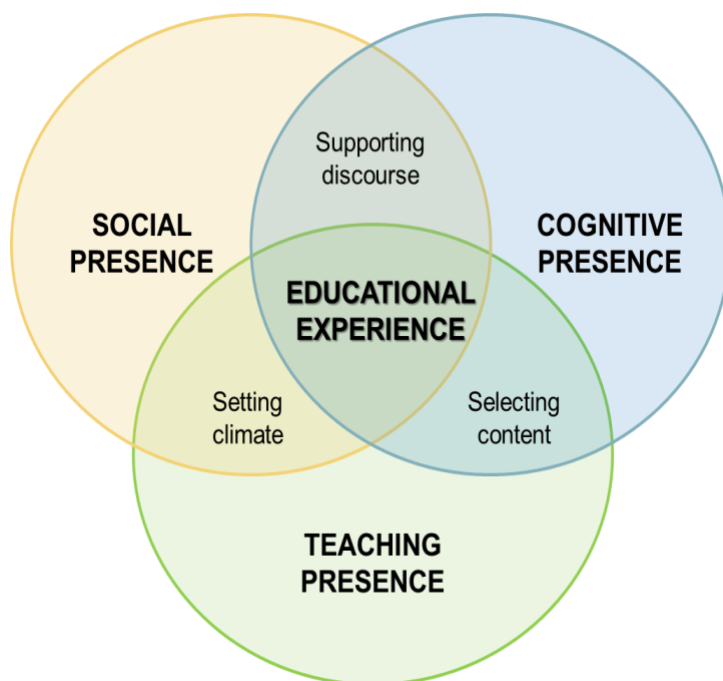 Supporting
discourse
SOCIAL
PRESENCE
COGNITIVE
PRESENCE
EDUCATIONAL
EXPERIENCE
Setting
climate
Selecting
content
TEACHING
PRESENCE